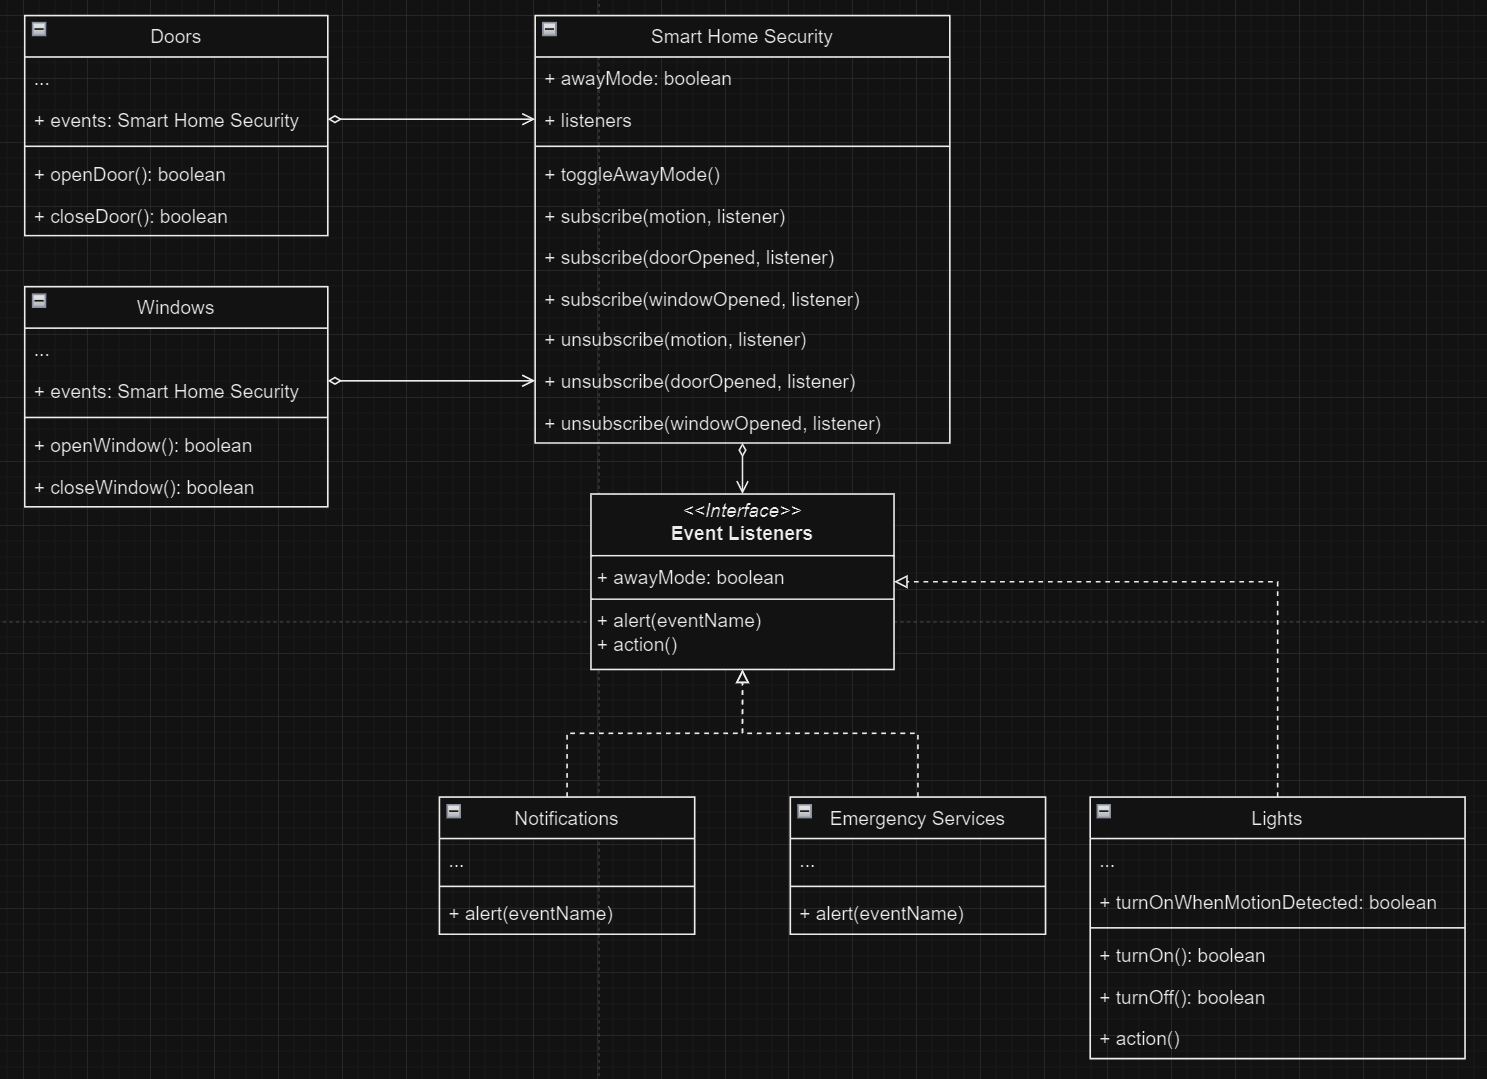 Doors
...
+ events: Smart Home Security
+ openDoor(): boolean
+ closeDoor(): boolean
Windows
...
+ events: Smart Home Security
+ openWindow(): boolean
+ closeWindow(): boolean
Smart Home Security
+ awayMode: boolean
+ listeners
+ toggleAwayMode()
+ subscribe(motion, listener)
+ subscribe(doorOpened, listener)
+ subscribe(windowOpened, listener)
+ unsubscribe(motion, listener)
+ unsubscribe(doorOpened, listener)
+ unsubscribe(windowOpened, listener)
<<Interface>>
Event Listeners
+ awayMode: boolean
+ alert(eventName)
+ action()
Notifications
...
+ alert(eventName)
Emergency Services
...
+ alert(eventName)
Lights
...
+ turnOnWhenMotionDetected: boolean
+ turnOn(): boolean
+ turnOff(): boolean
+ action()